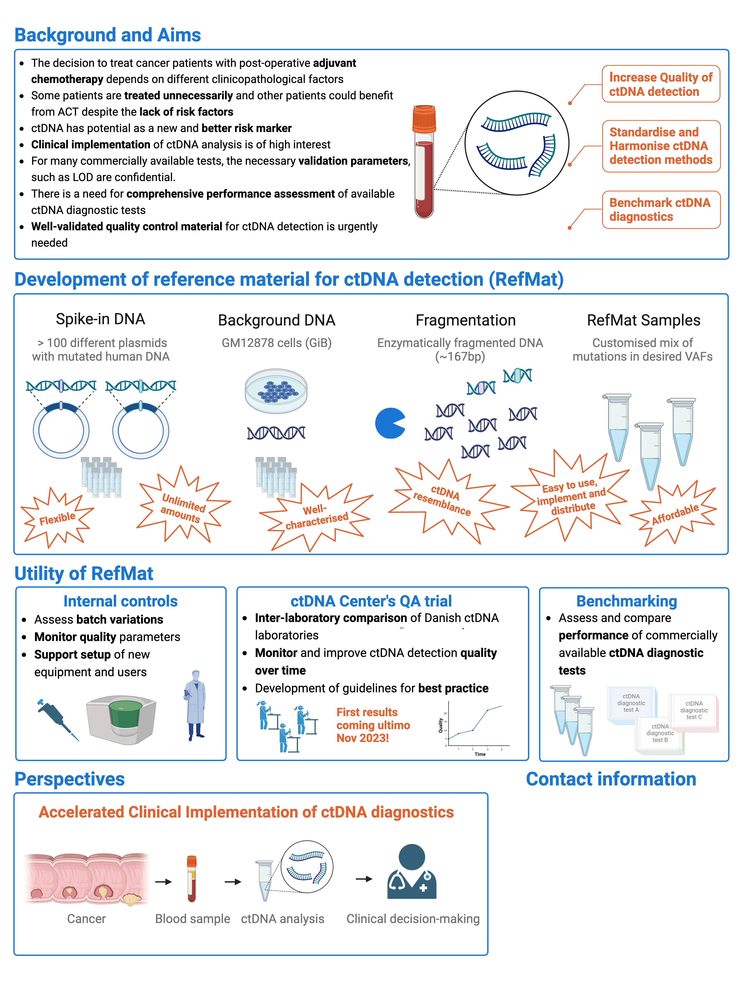 Background and Aims
• The decision to treat cancer patients with post-operative adjuvant
chemotherapy depends on different clinicopathological factors
• Some patients are treated unnecessarily and other patients could benefit
from ACT despite the lack of risk factors
• ctDNA has potential as a new and better risk marker
• Clinical implementation of ctDNA analysis is of high interest
• For many commercially available tests, the necessary validation parameters,
such as LOD are confidential.
• There is a need for comprehensive performance assessment of available
ctDNA diagnostic tests
• Well-validated quality control material for ctDNA detection is urgently
needed
Increase Quality of
ctDNA detection
Standardise and
Harmonise ctDNA
detection methods
Benchmark ctDNA
diagnostics
Development of reference material for ctDNA detection (RefMat)
Spike-in DNA
> 100 different plasmids
with mutated human DNA
Flexible
Unlimited
amounts
Background DNA
GM12878 cells (GiB)
Well-
characterised
Fragmentation
Enzymatically fragmented DNA
(~167bp)
ctDNA
resemblance
RefMat Samples
Customised mix of
mutations in desired VAFs
Easy to use,
implement and
distribute
Affordable
Utility of RefMat
Internal controls
• Assess batch variations
• Monitor quality parameters
• Support setup of new
equipment and users
ctDNA Center's QA trial
• Inter-laboratory comparison of Danish ctDNA
25
laboratories
• Monitor and improve ctDNA detection quality
over time
• Development of guidelines for best practice
First results
coming ultimo
Nov 2023!
Quality
20
15
10
5
0
1 2 3 4
Time
Benchmarking
• Assess and compare
performance of commercially
available ctDNA diagnostic
tests
ctDNA
diagnostic
test A
ctDNA
diagnostic
test B
ctDNA
diagnostic
test C
Perspectives
Accelerated Clinical Implementation of ctDNA diagnostics
Cancer
Blood sample
ctDNA analysis
Clinical decision-making
Contact information